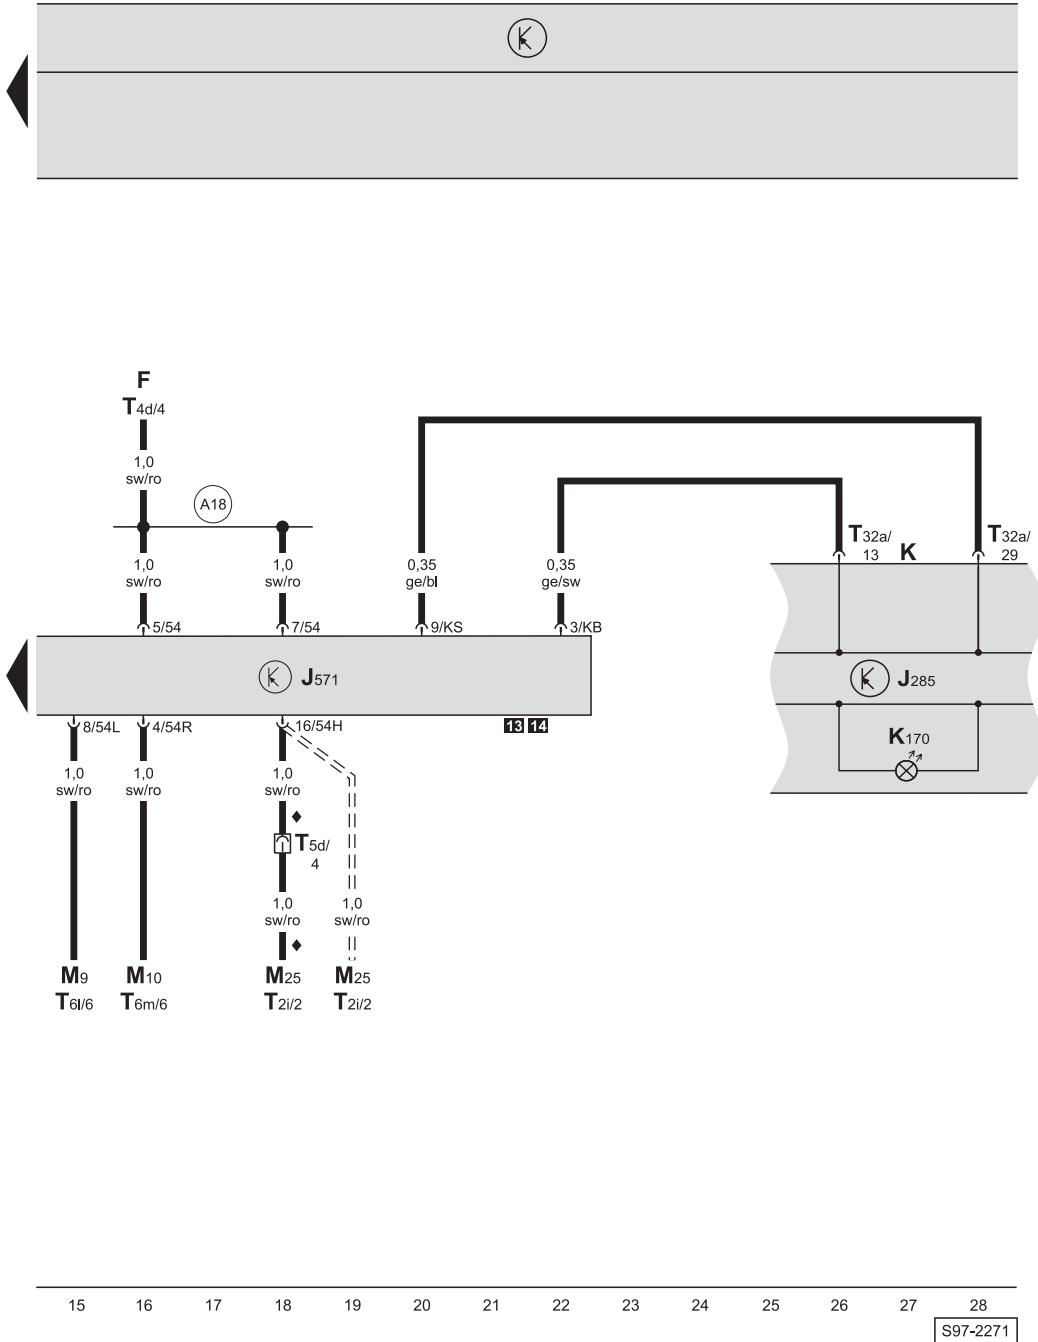 F
T4d/4
1,0
sw/ro
A18
T32a/
13
K
T32a/
29
1,0
sw/ro
1,0
sw/ro
0,35
ge/bl
0,35
ge/sw
5/54
7/54
9/KS
3/KB
J571
J285
8/54L
4/54R
16/54H
13 14
K170
1,0
sw/ro
1,0
sw/ro
1,0
sw/ro
T5d/
4
1,0
sw/ro
1,0
sw/ro
M9
T6l/6
M10
T6m/6
M25
T2i/2
M25
T2i/2
15 16 17 18 19 20 21 22 23 24 25 26 27 28
S97-2271